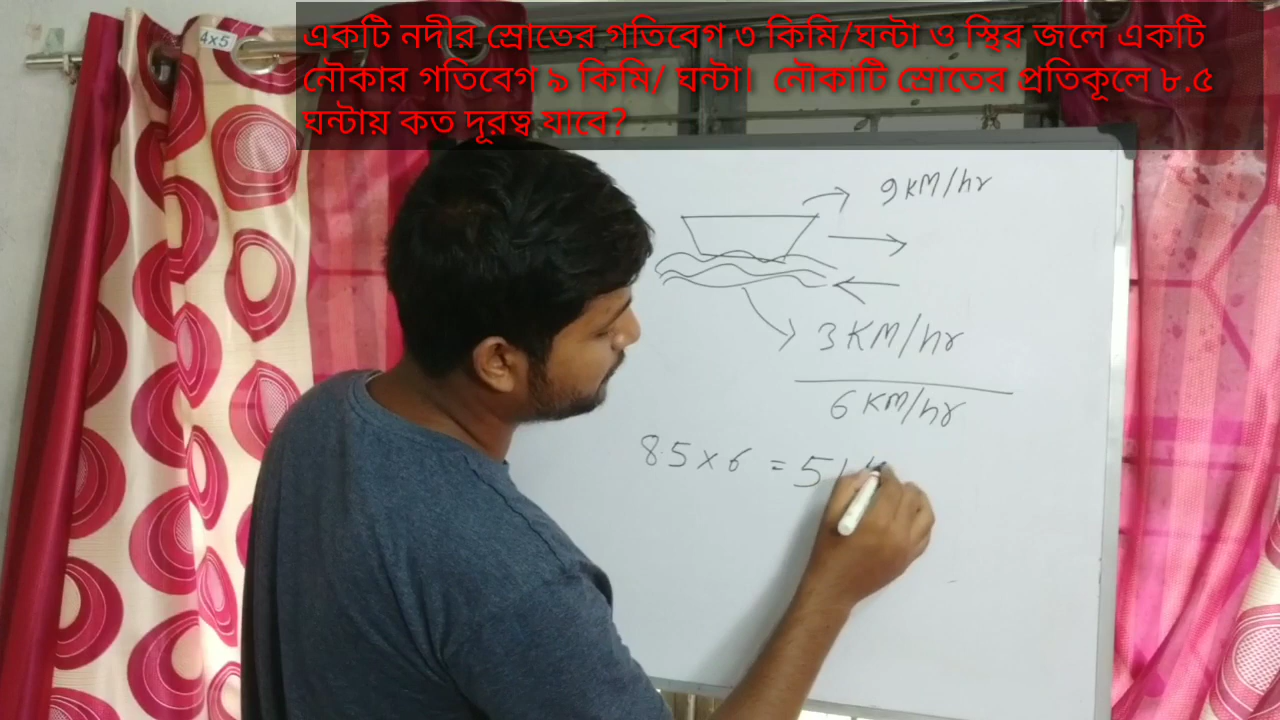 একটি নদীর স্রোতের গতিবেগ ৩ কিমি/ঘন্টা ও স্থির জলে একটি
নৌকার গতিবেগ ৯ কিমি/ ঘন্টা। নৌকাটি স্রোতের প্রতিকূলে ৮.৫
ঘন্টায় কত দূরত্ব যাবে?
4x5
9 KM/hr
3 KM/hr
6 KM/hr
8.5 x 6 = 51